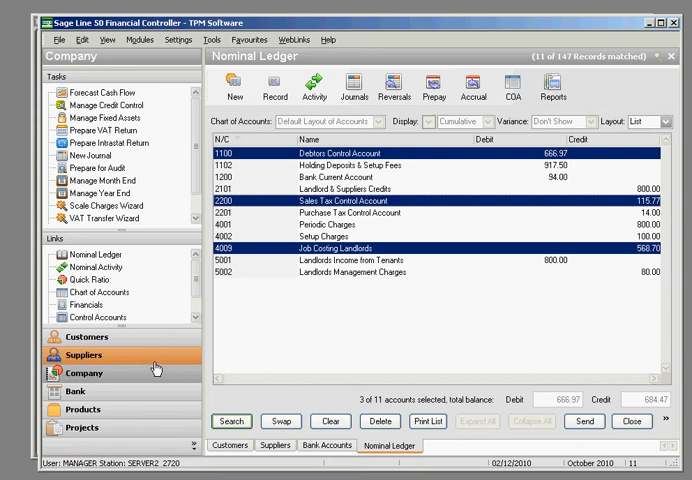 Sage Line 50 Financial Controller - TPM Software
File Edit View Modules Settings Tools Favourites WebLinks Help
Company
Nominal Ledger (11 of 147 Records matched)
Tasks
Forecast Cash Flow
Manage Credit Control
Manage Fixed Assets
Prepare VAT Return
Prepare Intrastat Return
New Journal
Prepare for Audit
Manage Month End
Manage Year End
Scale Charges Wizard
VAT Transfer Wizard
Links
Nominal Ledger
Nominal Activity
Quick Ratio
Chart of Accounts
Financials
Control Accounts
Customers
Suppliers
Company
Bank
Products
Projects
New Record Activity Journals Reversals Prepay Accrual COA Reports
Chart of Accounts: Default Layout of Accounts Display: Cumulative Variance: Don't Show Layout: List
N/C Name Debit Credit
1100 Debtors Control Account 666.97
1102 Holding Deposits & Setup Fees 917.50
1200 Bank Current Account 94.00
2101 Landlord & Suppliers Credits 800.00
2200 Sales Tax Control Account 115.77
2201 Purchase Tax Control Account 14.00
4001 Periodic Charges 800.00
4002 Setup Charges 100.00
4009 Job Costing Landlords 568.70
5001 Landlords Income from Tenants 800.00
5002 Landlords Management Charges 80.00
3 of 11 accounts selected, total balance: Debit 666.97 Credit 684.47
Search Swap Clear Delete Print List Expand All Collapse All Send Close »
Customers Suppliers Bank Accounts Nominal Ledger
User: MANAGER Station: SERVER2 2720 02/12/2010 October 2010 11